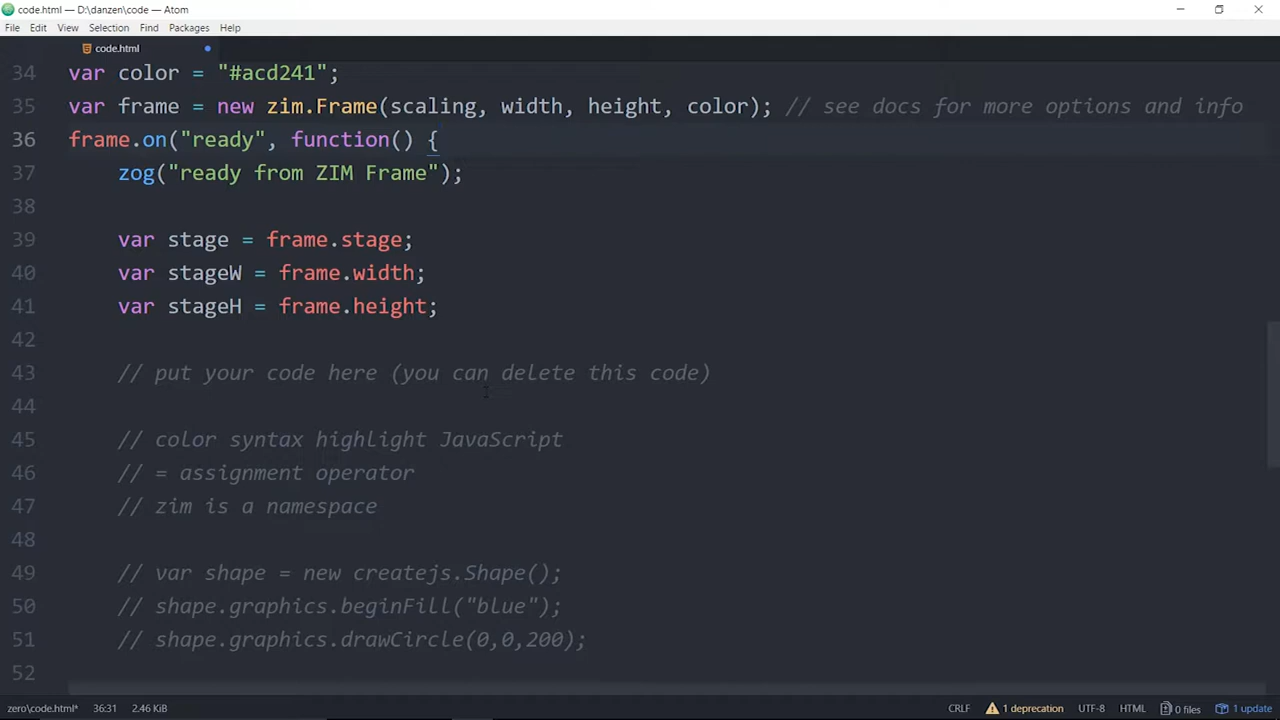 code.html — D:\danzen\code — Atom
File Edit View Selection Find Packages Help
code.html
34 var color = "#acd241";
35 var frame = new zim.Frame(scaling, width, height, color); // see docs for more options and info
36 frame.on("ready", function() {
37 zog("ready from ZIM Frame");
38
39 var stage = frame.stage;
40 var stageW = frame.width;
41 var stageH = frame.height;
42
43 // put your code here (you can delete this code)
44
45 // color syntax highlight JavaScript
46 // = assignment operator
47 // zim is a namespace
48
49 // var shape = new createjs.Shape();
50 // shape.graphics.beginFill("blue");
51 // shape.graphics.drawCircle(0,0,200);
52
zero\code.html* 36:31 2.46 KiB CRLF 1 deprecation UTF-8 HTML 0 files 1 update